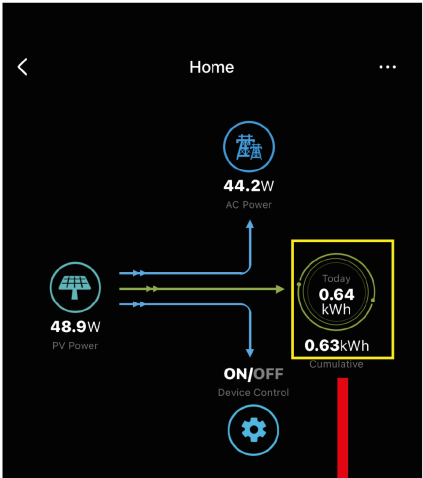 Home
44.2W
AC Power
Today
0.64
kWh
48.9W
PV Power
0.63kWh
Cumulative
ON/OFF
Device Control